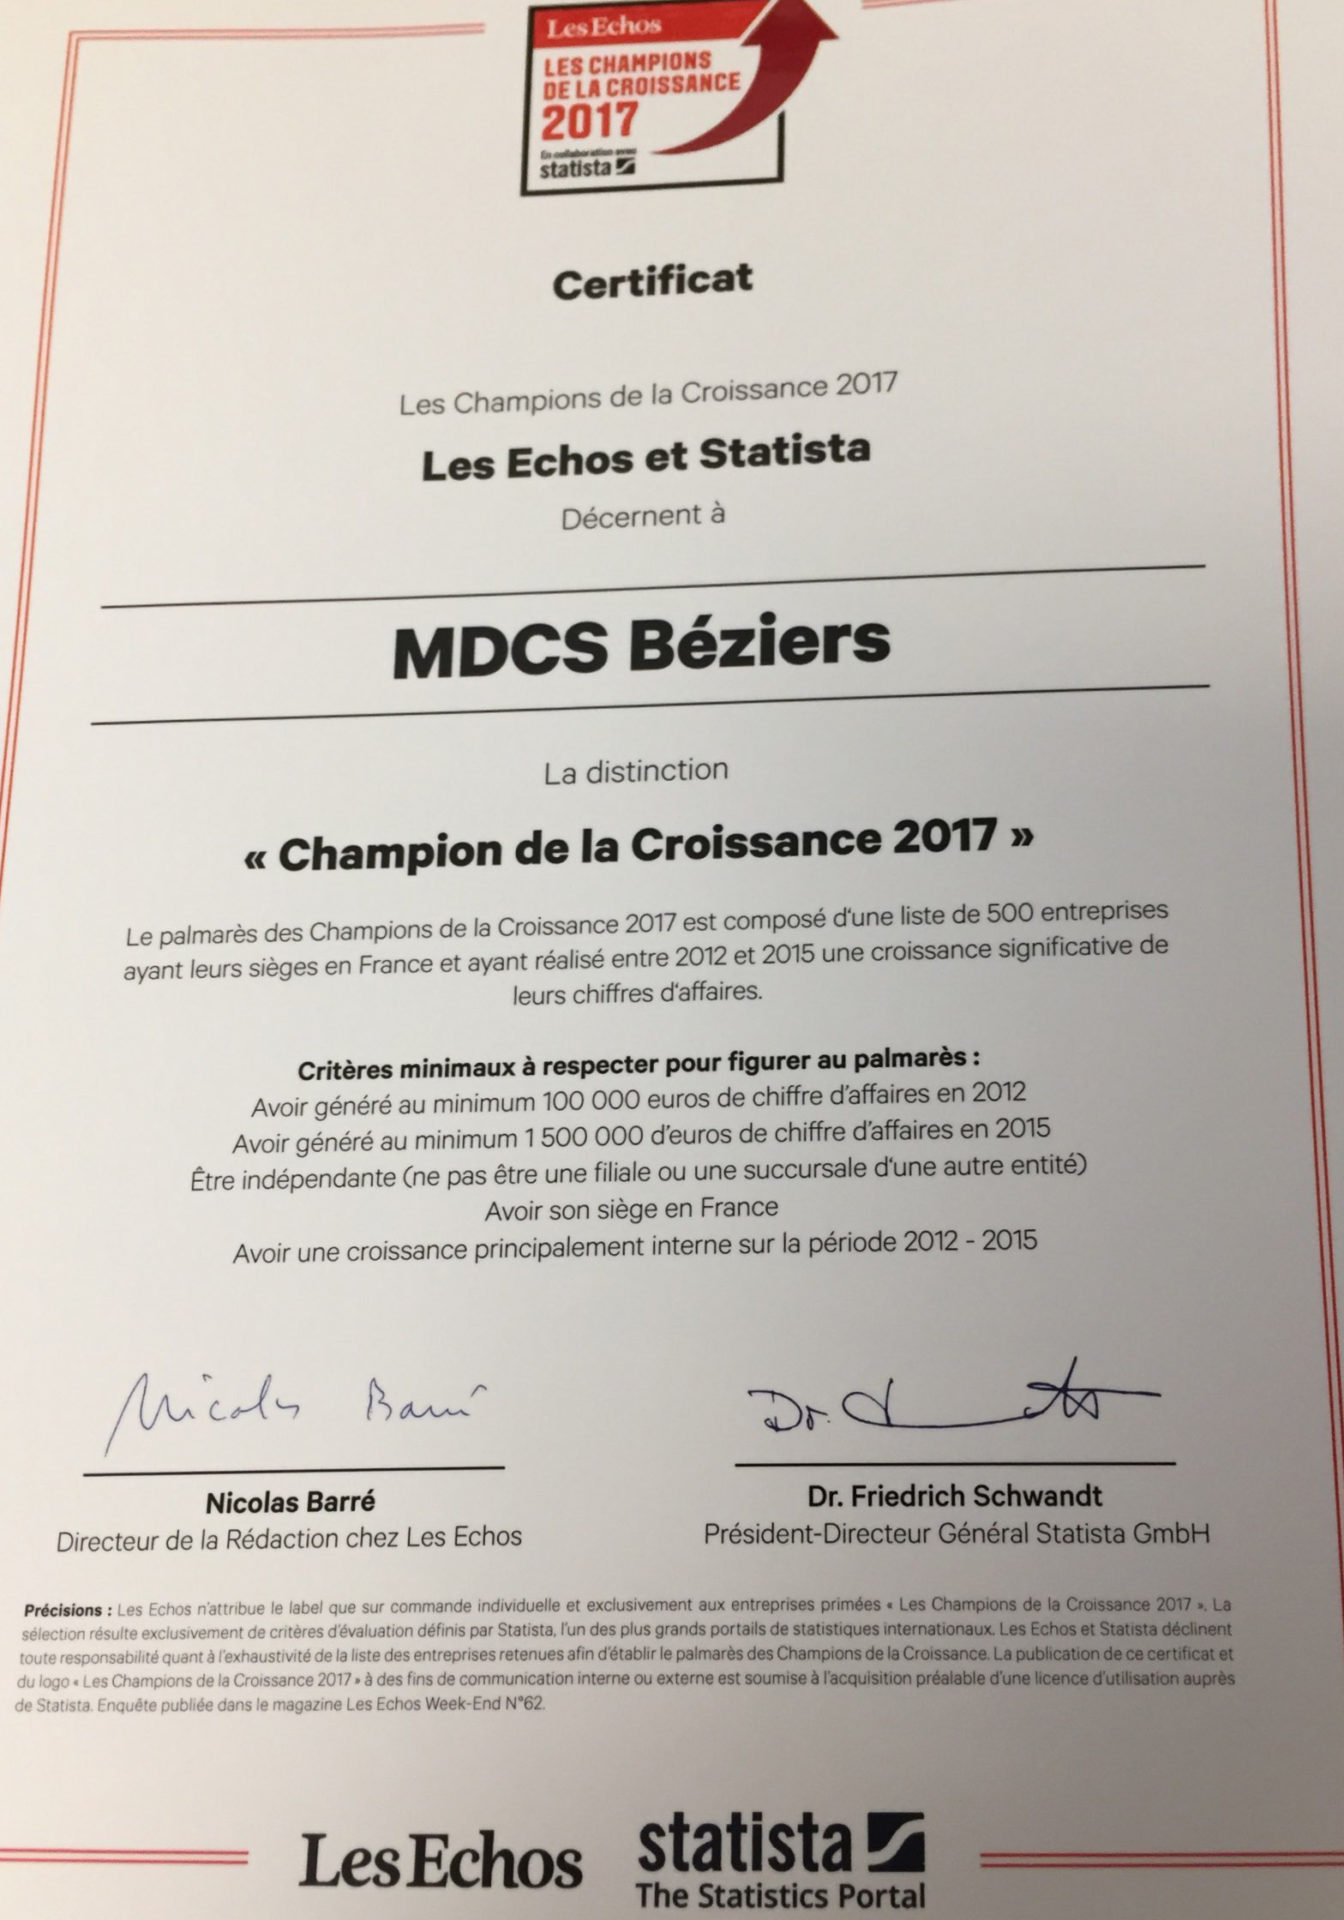 Les Echos
LES CHAMPIONS
DE LA CROISSANCE
2017
En collaboration avec
statista
Certificat
Les Champions de la Croissance 2017
Les Echos et Statista
Décernent à
MDCS Béziers
La distinction
« Champion de la Croissance 2017 »
Le palmarès des Champions de la Croissance 2017 est composé d'une liste de 500 entreprises
ayant leurs sièges en France et ayant réalisé entre 2012 et 2015 une croissance significative de
leurs chiffres d'affaires.
Critères minimaux à respecter pour figurer au palmarès :
Avoir généré au minimum 100 000 euros de chiffre d'affaires en 2012
Avoir généré au minimum 1 500 000 d'euros de chiffre d'affaires en 2015
Être indépendante (ne pas être une filiale ou une succursale d'une autre entité)
Avoir son siège en France
Avoir une croissance principalement interne sur la période 2012 - 2015
Nicolas Barré
Dr.
Nicolas Barré
Directeur de la Rédaction chez Les Echos
Dr. Friedrich Schwandt
Président-Directeur Général Statista GmbH
Précisions : Les Echos n'attribue le label que sur commande individuelle et exclusivement aux entreprises primées « Les Champions de la Croissance 2017 ». La
sélection résulte exclusivement de critères d'évaluation définis par Statista, l'un des plus grands portails de statistiques internationaux. Les Echos et Statista déclinent
toute responsabilité quant à l'exhaustivité de la liste des entreprises retenues afin d'établir le palmarès des Champions de la Croissance. La publication de ce certificat et
du logo « Les Champions de la Croissance 2017 » à des fins de communication interne ou externe est soumise à l'acquisition préalable d'une licence d'utilisation auprès
de Statista. Enquête publiée dans le magazine Les Echos Week-End N°62.
Les Echos
statista
The Statistics Portal